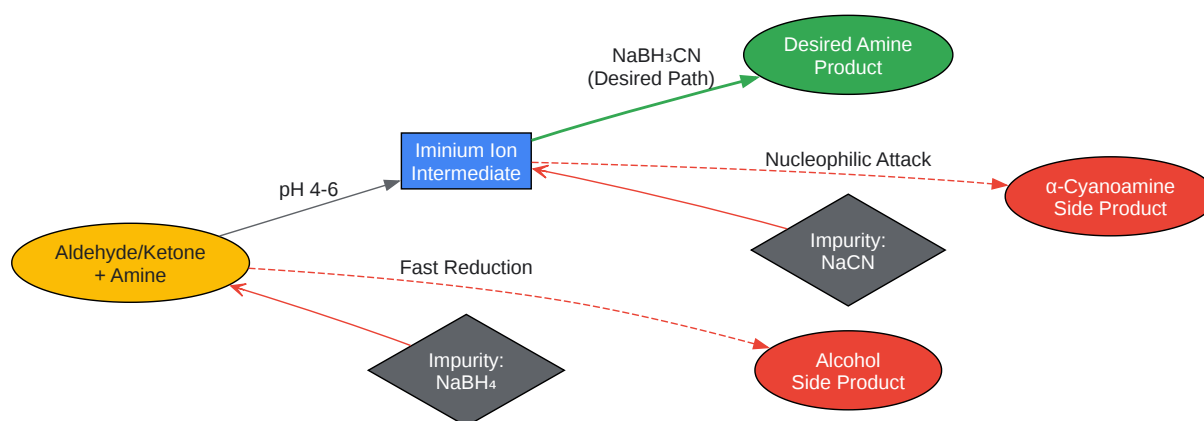 NaBH₃CN
(Desired Path)
Desired Amine
Product
Iminium Ion
Intermediate
Nucleophilic Attack
pH 4-6
α-Cyanoamine
Side Product
Aldehyde/Ketone
+ Amine
Fast Reduction
Impurity:
NaCN
Impurity:
NaBH₄
Alcohol
Side Product